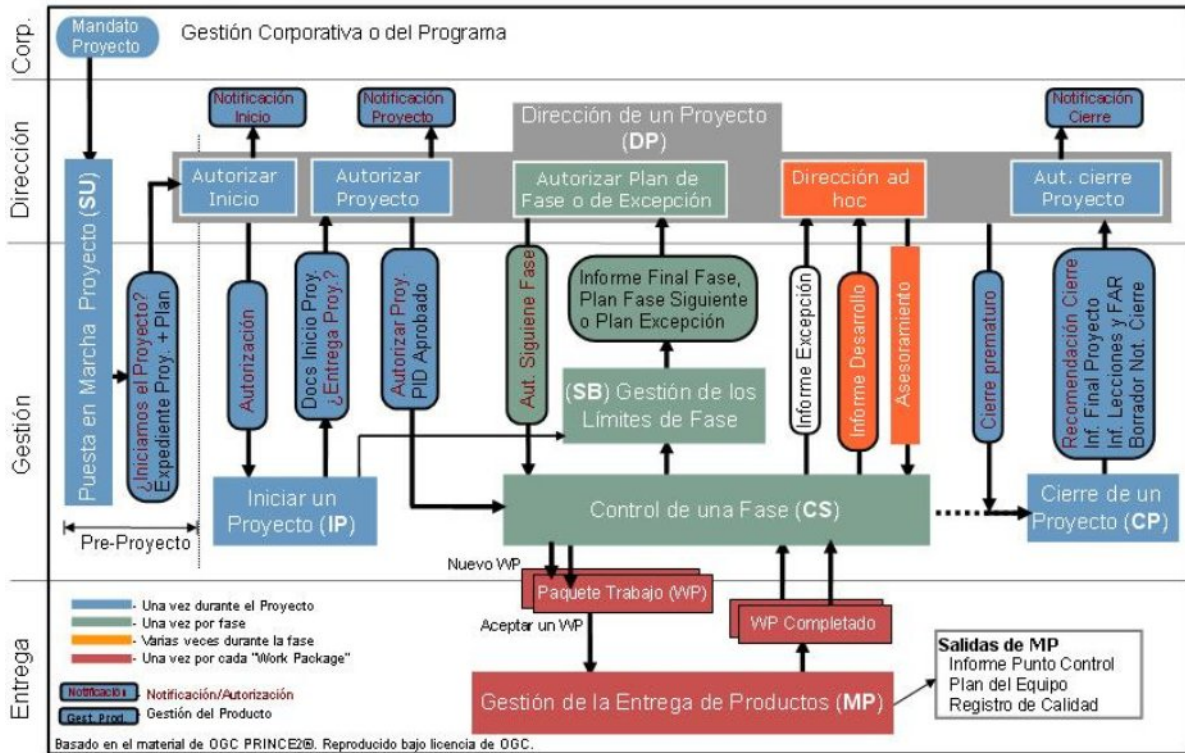 Corp.
Mandato
Proyecto
Gestión Corporativa o del Programa
Dirección
Notificación
Inicio
Notificación
Proyecto
Dirección de un Proyecto
(DP)
Notificación
Cierre
Autorizar
Inicio
Autorizar
Proyecto
Autorizar Plan de
Fase o de Excepción
Dirección ad
hoc
Aut. cierre
Proyecto
Gestión
Puesta en Marcha Proyecto (SU)
¿Iniciamos el Proyecto?
Expediente Proy. + Plan
Autorización
Docs Inicio Proy.
¿Entrega Proy.?
Autorizar Proy.
PID Aprobado
Aut. Siguiene Fase
Informe Final Fase,
Plan Fase Siguiente
o Plan Excepción
Informe Excepción
Informe Desarrollo
Asesoramiento
Cierre prematuro
Recomendación Cierre
Inf. Final Proyecto
Inf. Lecciones y FAR
Borrador Not. Cierre
(SB) Gestión de los
Límites de Fase
Iniciar un
Proyecto (IP)
Control de una Fase (CS)
Cierre de un
Proyecto (CP)
Pre-Proyecto
Entrega
Nuevo WP
Paquete Trabajo (WP)
Aceptar un WP
WP Completado
Gestión de la Entrega de Productos (MP)
Salidas de MP
Informe Punto Control
Plan del Equipo
Registro de Calidad
- Una vez durante el Proyecto
- Una vez por fase
- Varias veces durante la fase
- Una vez por cada "Work Package"
Notificación - Notificación/Autorización
Gest. Prod. - Gestión del Producto
Basado en el material de OGC PRINCE2®. Reproducido bajo licencia de OGC.